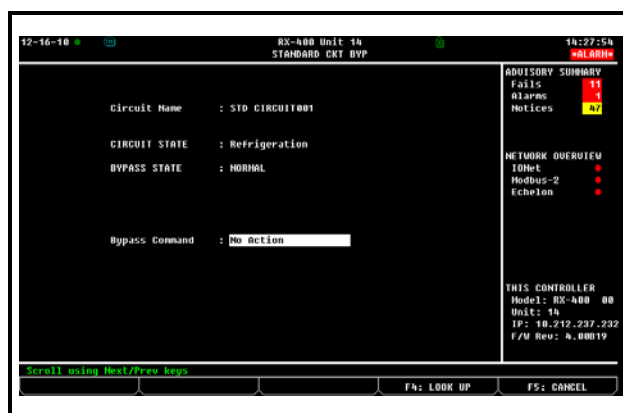 12-16-10 RX-400 Unit 14 14:27:54
STANDARD CKT BYP *ALARM*
ADVISORY SUMMARY
Fails 11
Alarms 1
Notices 47
NETWORK OVERVIEW
IONet
Modbus-2
Echelon
THIS CONTROLLER
Model: RX-400 00
Unit: 14
IP: 10.212.237.232
F/W Rev: 4.00B19
Circuit Name : STD CIRCUIT001
CIRCUIT STATE : Refrigeration
BYPASS STATE : NORMAL
Bypass Command : No Action
Scroll using Next/Prev keys
F4: LOOK UP F5: CANCEL